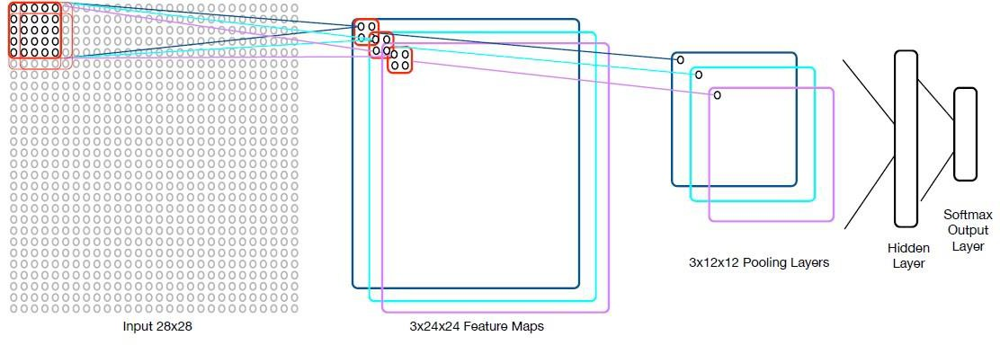 Input 28x28
3x24x24 Feature Maps
3x12x12 Pooling Layers
Hidden
Layer
Softmax
Output
Layer